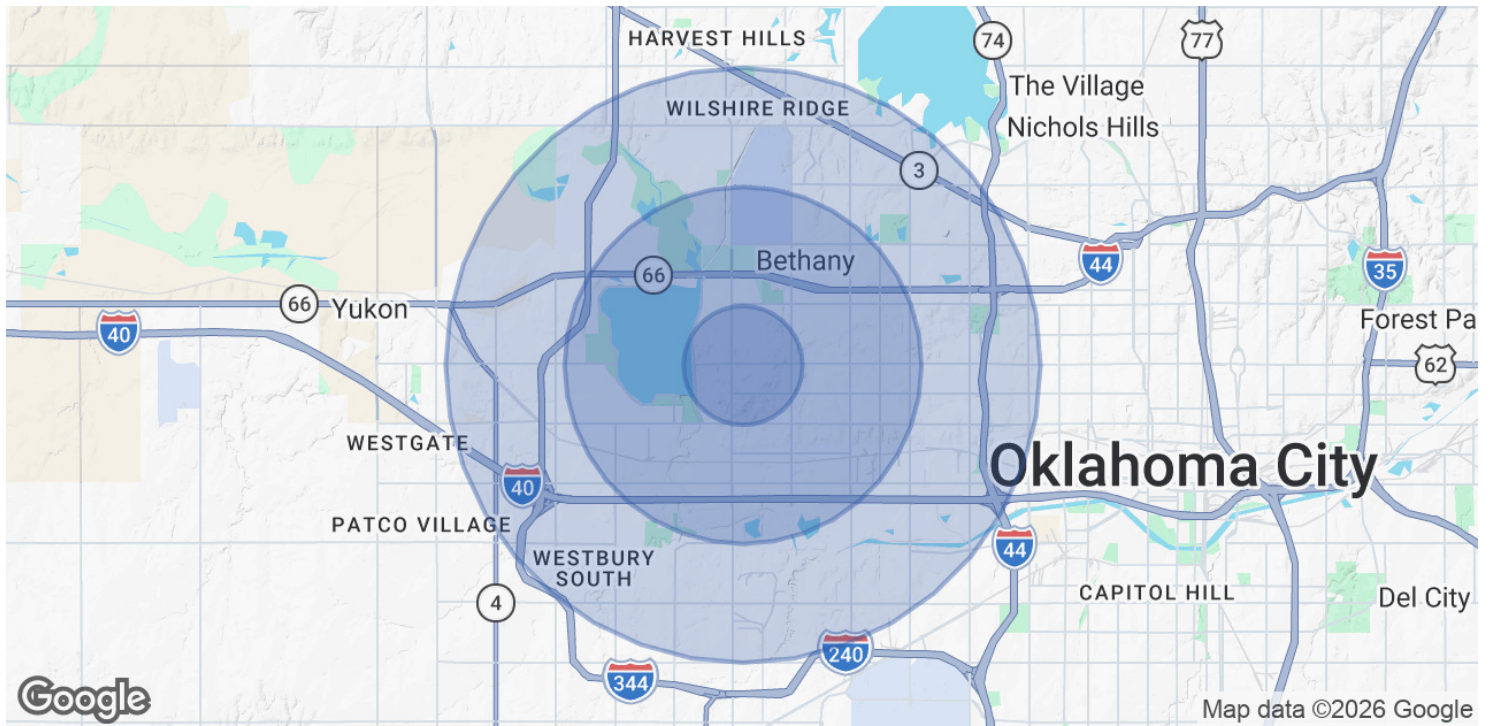 HARVEST HILLS
74
77
The Village
WILSHIRE RIDGE
Nichols Hills
3
66
Bethany
44
35
66
Yukon
40
Forest Pa
62
WESTGATE
Oklahoma City
40
PATCO VILLAGE
WESTBURY
SOUTH
44
4
CAPITOL HILL
Del City
240
344
Google
Map data ©2026 Google